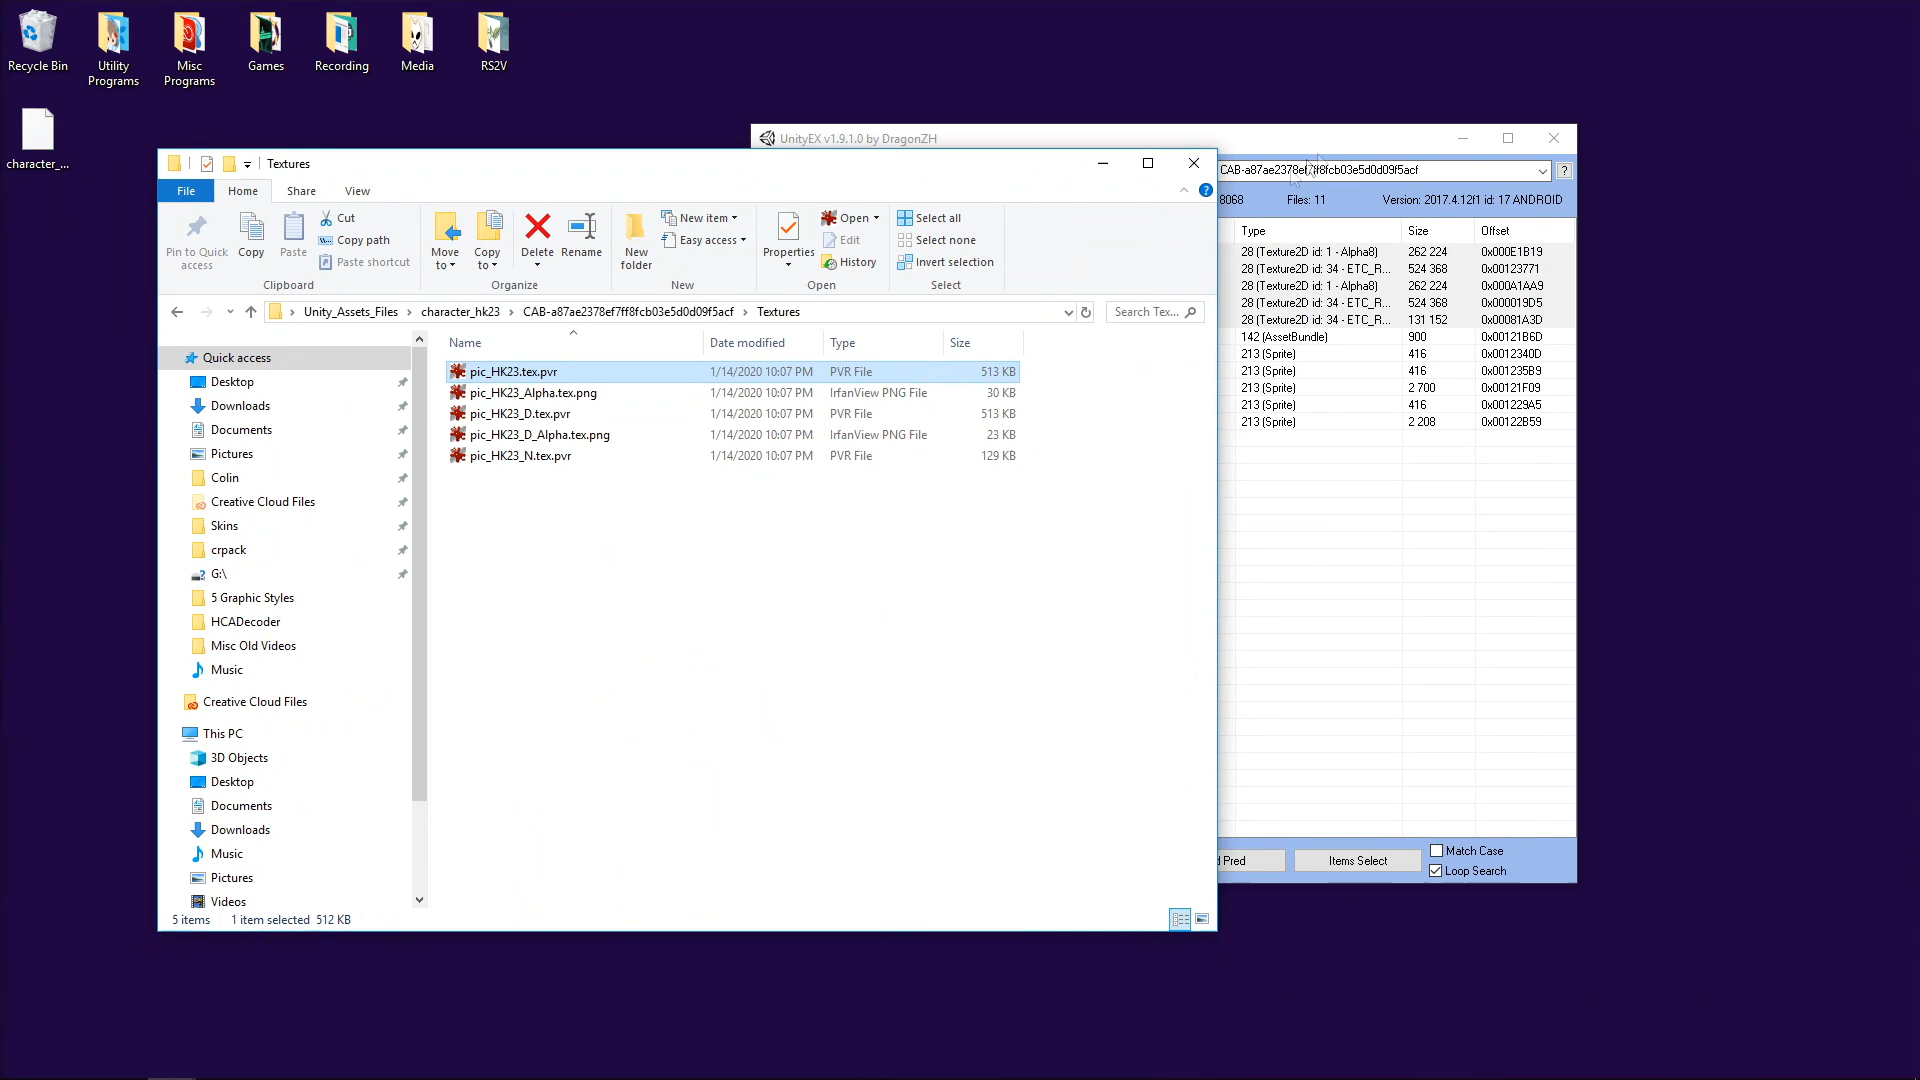 Recycle Bin
Utility Programs
Misc Programs
Games
Recording
Media
RS2V
character_...
UnityEX v1.9.1.0 by DragonZH
CAB-a87ae2378ef7ff8fcb03e5d0d09f5acf
?
8068
Files: 11
Version: 2017.4.12f1 id: 17 ANDROID
Type
Size
Offset
28 (Texture2D id: 1 - Alpha8) 262 224 0x000E1B19
28 (Texture2D id: 34 - ETC_R... 524 368 0x00123771
28 (Texture2D id: 1 - Alpha8) 262 224 0x000A1AA9
28 (Texture2D id: 34 - ETC_R... 524 368 0x000019D5
28 (Texture2D id: 34 - ETC_R... 131 152 0x00081A3D
142 (AssetBundle) 900 0x00121B6D
213 (Sprite) 416 0x0012340D
213 (Sprite) 416 0x001235B9
213 (Sprite) 2 700 0x00121F09
213 (Sprite) 416 0x001229A5
213 (Sprite) 2 208 0x00122B59
d Pred
Items Select
Match Case
Loop Search
Textures
File
Home
Share
View
?
Pin to Quick access
Copy
Paste
Cut
Copy path
Paste shortcut
Clipboard
Move to
Copy to
Delete
Rename
Organize
New folder
New item
Easy access
New
Properties
Open
Edit
History
Open
Select all
Select none
Invert selection
Select
Unity_Assets_Files > character_hk23 > CAB-a87ae2378ef7ff8fcb03e5d0d09f5acf > Textures
Search Tex...
Name Date modified Type Size
pic_HK23.tex.pvr 1/14/2020 10:07 PM PVR File 513 KB
pic_HK23_Alpha.tex.png 1/14/2020 10:07 PM IrfanView PNG File 30 KB
pic_HK23_D.tex.pvr 1/14/2020 10:07 PM PVR File 513 KB
pic_HK23_D_Alpha.tex.png 1/14/2020 10:07 PM IrfanView PNG File 23 KB
pic_HK23_N.tex.pvr 1/14/2020 10:07 PM PVR File 129 KB
Quick access
Desktop
Downloads
Documents
Pictures
Colin
Creative Cloud Files
Skins
crpack
G:\
5 Graphic Styles
HCADecoder
Misc Old Videos
Music
Creative Cloud Files
This PC
3D Objects
Desktop
Documents
Downloads
Music
Pictures
Videos
5 items 1 item selected 512 KB